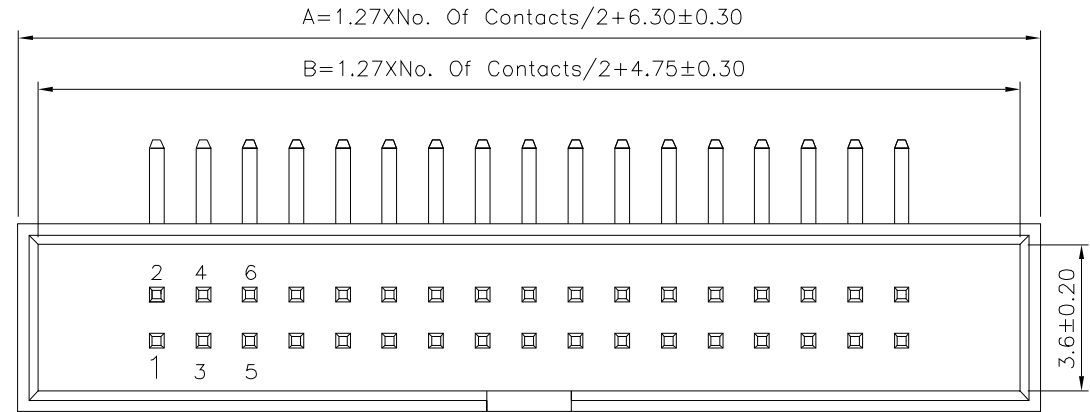 A=1.27XNo. Of Contacts/2+6.30±0.30
B=1.27XNo. Of Contacts/2+4.75±0.30
2 4 6
1 3 5
3.6±0.20